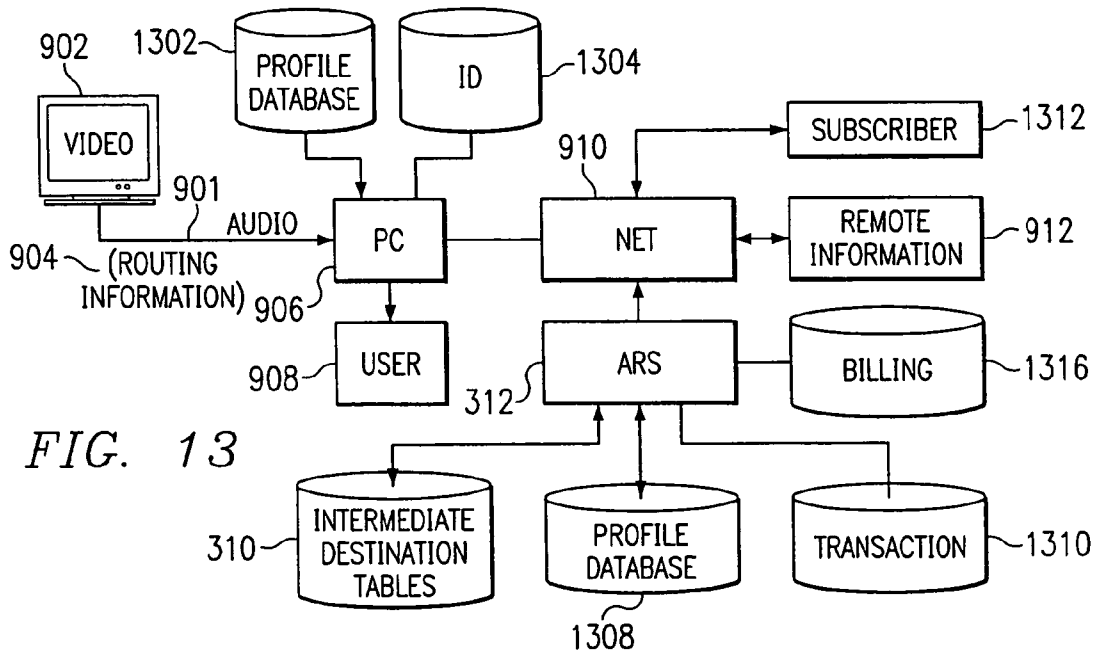 1302
902
PROFILE
DATABASE
ID
1304
VIDEO
910
SUBSCRIBER
1312
901
AUDIO
PC
NET
REMOTE
INFORMATION
912
904
(ROUTING
INFORMATION)
906
908
USER
312
ARS
BILLING
1316
FIG. 13
310
INTERMEDIATE
DESTINATION
TABLES
PROFILE
DATABASE
TRANSACTION
1310
1308